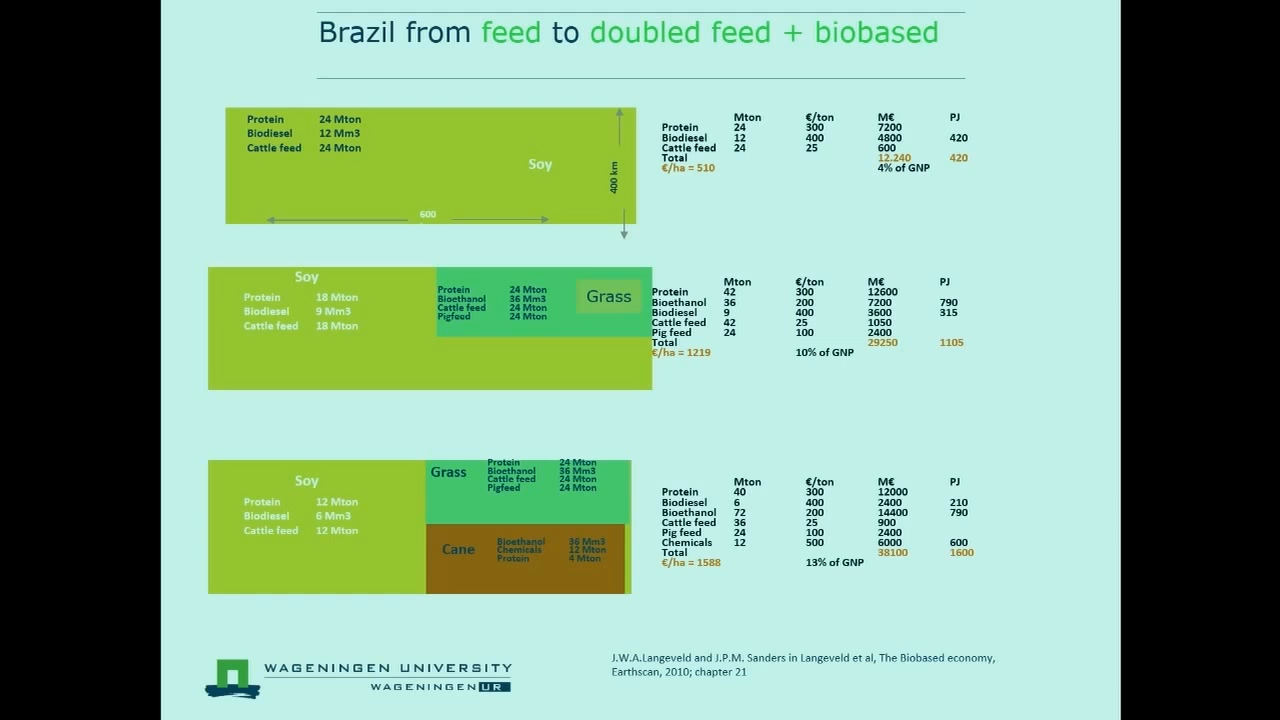 Brazil from feed to doubled feed + biobased
Protein 24 Mton
Biodiesel 12 Mm3
Cattle feed 24 Mton
Soy
400 km
600
Mton €/ton M€ PJ
Protein 24 300 7200
Biodiesel 12 400 4800 420
Cattle feed 24 25 600
Total 12.240 420
€/ha = 510 4% of GNP
Soy
Protein 18 Mton
Biodiesel 9 Mm3
Cattle feed 18 Mton
Protein 24 Mton
Bioethanol 36 Mm3
Cattle feed 24 Mton
Pigfeed 24 Mton
Grass
Mton €/ton M€ PJ
Protein 42 300 12600
Bioethanol 36 200 7200 790
Biodiesel 9 400 3600 315
Cattle feed 42 25 1050
Pig feed 24 100 2400
Total 29250 1105
€/ha = 1219 10% of GNP
Soy
Protein 12 Mton
Biodiesel 6 Mm3
Cattle feed 12 Mton
Grass
Protein 24 Mton
Bioethanol 36 Mm3
Cattle feed 24 Mton
Pigfeed 24 Mton
Cane
Bioethanol 36 Mm3
Chemicals 12 Mton
Protein 4 Mton
Mton €/ton M€ PJ
Protein 40 300 12000
Biodiesel 6 400 2400 210
Bioethanol 72 200 14400 790
Cattle feed 36 25 900
Pig feed 24 100 2400
Chemicals 12 500 6000 600
Total 38100 1600
€/ha = 1588 13% of GNP
WAGENINGEN UNIVERSITY
WAGENINGEN UR
J.W.A.Langeveld and J.P.M. Sanders in Langeveld et al, The Biobased economy,
Earthscan, 2010; chapter 21